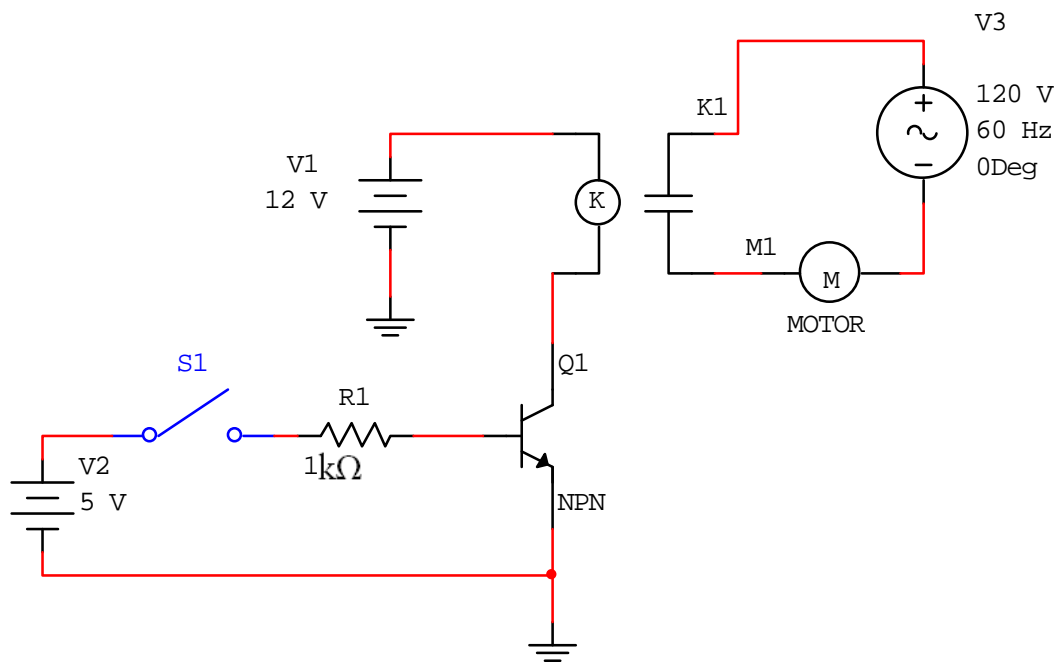 V3
120 V
60 Hz
0Deg
K1
V1
12 V
K
M1
M
MOTOR
S1
R1
1kΩ
Q1
NPN
V2
5 V